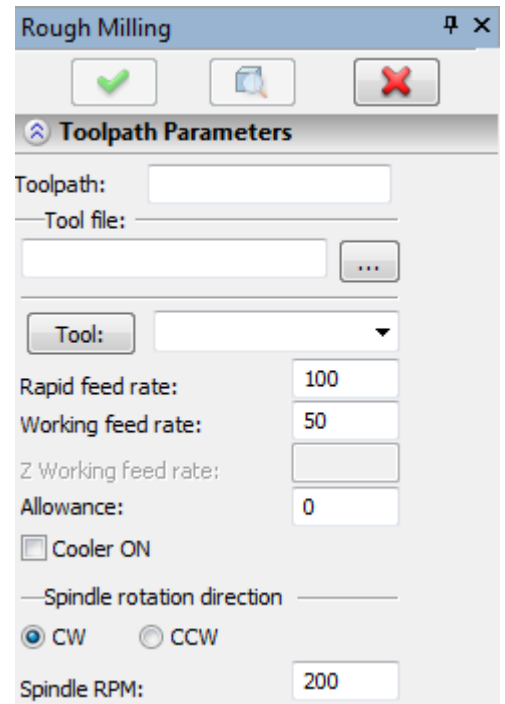 Rough Milling
Toolpath Parameters
Toolpath:
Tool file:
...
Tool:
Rapid feed rate: 100
Working feed rate: 50
Z Working feed rate:
Allowance: 0
Cooler ON
Spindle rotation direction
CW CCW
Spindle RPM: 200